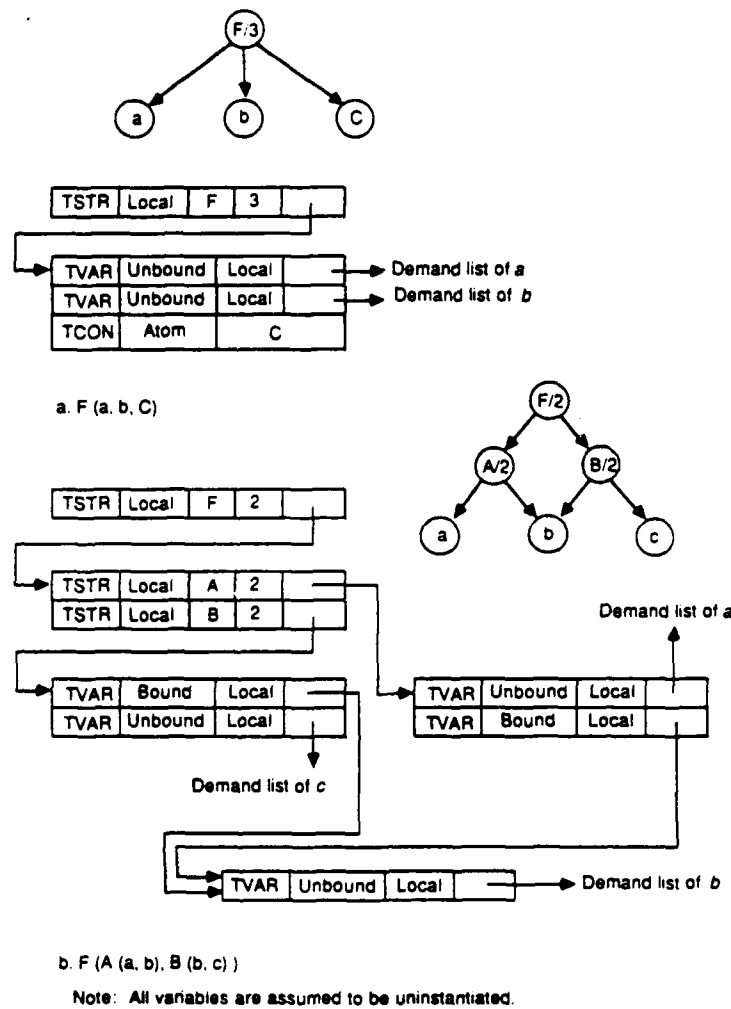 F/3
a b C
TSTR Local F 3
TVAR Unbound Local Demand list of a
TVAR Unbound Local Demand list of b
TCON Atom C
a. F (a, b, C)
F/2
A/2 B/2
a b c
TSTR Local F 2
TSTR Local A 2
TSTR Local B 2
Demand list of a
TVAR Bound Local
TVAR Unbound Local
TVAR Unbound Local
TVAR Bound Local
Demand list of c
TVAR Unbound Local Demand list of b
b. F (A (a, b), B (b, c) )
Note: All variables are assumed to be uninstantiated.